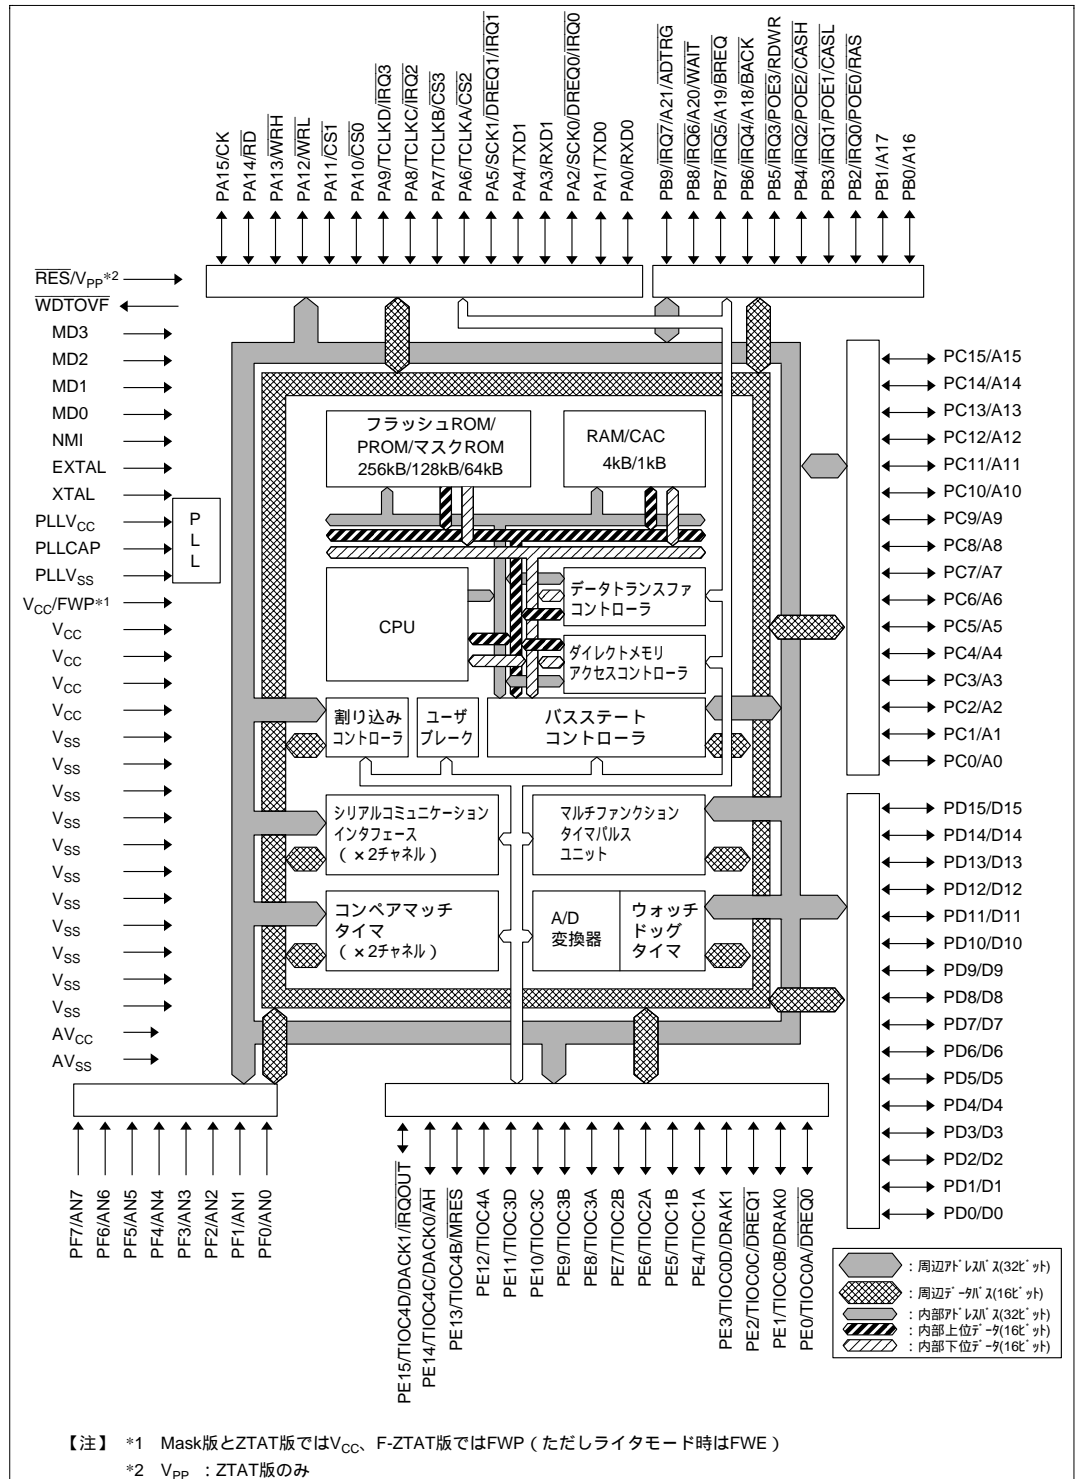 PA15/CK
PA14/RD
PA13/WRH
PA12/WRL
PA11/CS1
PA10/CS0
PA9/TCLKD/IRQ3
PA8/TCLKC/IRQ2
PA7/TCLKB/CS3
PA6/TCLKA/CS2
PA5/SCK1/DREQ1/IRQ1
PA4/TXD1
PA3/RXD1
PA2/SCK0/DREQ0/IRQ0
PA1/TXD0
PA0/RXD0
PB9/IRQ7/A21/ADTRG
PB8/IRQ6/A20/WAIT
PB7/IRQ5/A19/BREQ
PB6/IRQ4/A18/BACK
PB5/IRQ3/POE3/RDWR
PB4/IRQ2/POE2/CASH
PB3/IRQ1/POE1/CASL
PB2/IRQ0/POE0/RAS
PB1/A17
PB0/A16
RES/VPP*2
WDTOVF
MD3
MD2
MD1
MD0
NMI
EXTAL
XTAL
PLLVCC
PLLCAP
PLLVSS
PLL
VCC/FWP*1
VCC
VCC
VCC
VCC
VSS
VSS
VSS
VSS
VSS
VSS
VSS
VSS
VSS
VSS
VSS
AVCC
AVSS
フラッシュROM/
PROM/マスクROM
256kB/128kB/64kB
RAM/CAC
4kB/1kB
CPU
データトランスファ
コントローラ
ダイレクトメモリ
アクセスコントローラ
割り込み
コントローラ
ユーザ
ブレーク
バスステート
コントローラ
シリアルコミュニケーション
インタフェース
(×2チャネル)
マルチファンクション
タイマパルス
ユニット
コンペアマッチ
タイマ
(×2チャネル)
A/D
変換器
ウォッチ
ドッグ
タイマ
PC15/A15
PC14/A14
PC13/A13
PC12/A12
PC11/A11
PC10/A10
PC9/A9
PC8/A8
PC7/A7
PC6/A6
PC5/A5
PC4/A4
PC3/A3
PC2/A2
PC1/A1
PC0/A0
PD15/D15
PD14/D14
PD13/D13
PD12/D12
PD11/D11
PD10/D10
PD9/D9
PD8/D8
PD7/D7
PD6/D6
PD5/D5
PD4/D4
PD3/D3
PD2/D2
PD1/D1
PD0/D0
PF7/AN7
PF6/AN6
PF5/AN5
PF4/AN4
PF3/AN3
PF2/AN2
PF1/AN1
PF0/AN0
PE15/TIOC4D/DACK1/IRQOUT
PE14/TIOC4C/DACK0/AH
PE13/TIOC4B/MRES
PE12/TIOC4A
PE11/TIOC3D
PE10/TIOC3C
PE9/TIOC3B
PE8/TIOC3A
PE7/TIOC2B
PE6/TIOC2A
PE5/TIOC1B
PE4/TIOC1A
PE3/TIOC0D/DRAK1
PE2/TIOC0C/DREQ1
PE1/TIOC0B/DRAK0
PE0/TIOC0A/DREQ0
:周辺アドレスバス(32ビット)
:周辺データバス(16ビット)
:内部アドレスバス(32ビット)
:内部上位データ(16ビット)
:内部下位データ(16ビット)
【注】 *1 Mask版とZTAT版ではVCC、F-ZTAT版ではFWP(ただしライタモード時はFWE)
*2 VPP :ZTAT版のみ